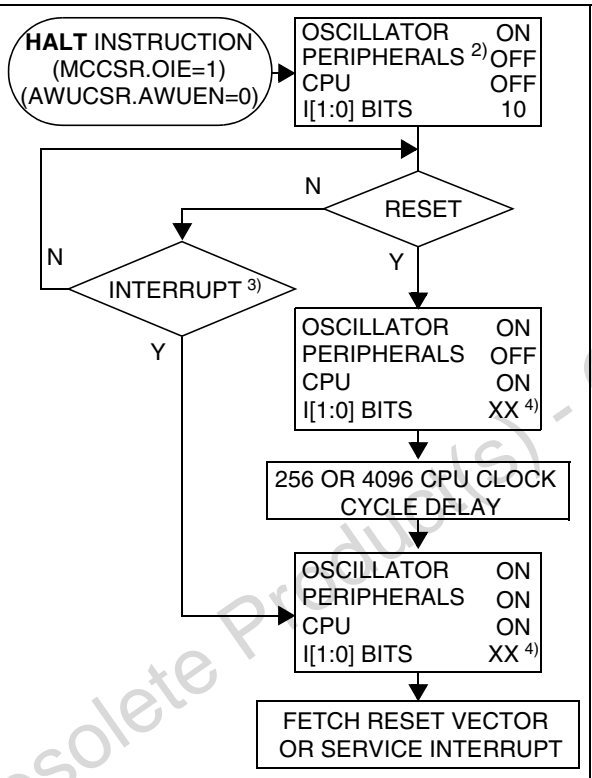 HALT INSTRUCTION
(MCCSR.OIE=1)
(AWUCSR.AWUEN=0)
OSCILLATOR ON
PERIPHERALS 2) OFF
CPU OFF
I[1:0] BITS 10
N
RESET
Y
N
INTERRUPT 3)
Y
OSCILLATOR ON
PERIPHERALS OFF
CPU ON
I[1:0] BITS XX 4)
256 OR 4096 CPU CLOCK
CYCLE DELAY
OSCILLATOR ON
PERIPHERALS ON
CPU ON
I[1:0] BITS XX 4)
FETCH RESET VECTOR
OR SERVICE INTERRUPT
solete Product(s) -